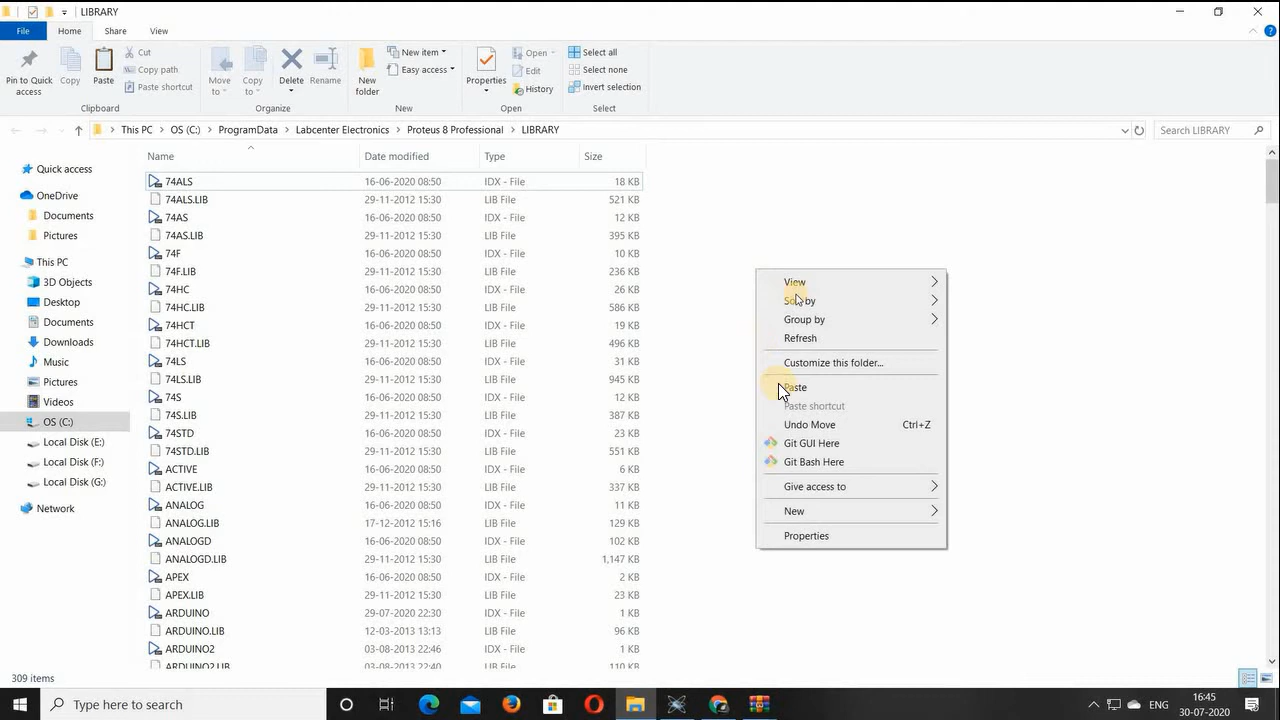 LIBRARY
File Home Share View
Pin to Quick access
Copy
Paste
Cut
Copy path
Paste shortcut
Clipboard
Move to
Copy to
Delete
Rename
Organize
New folder
New item
Easy access
New
Properties
Open
Edit
History
Open
Select all
Select none
Invert selection
Select
This PC > OS (C:) > ProgramData > Labcenter Electronics > Proteus 8 Professional > LIBRARY
Search LIBRARY
Quick access
OneDrive
Documents
Pictures
This PC
3D Objects
Desktop
Documents
Downloads
Music
Pictures
Videos
OS (C:)
Local Disk (E:)
Local Disk (F:)
Local Disk (G:)
Network
Name Date modified Type Size
74ALS 16-06-2020 08:50 IDX - File 18 KB
74ALS.LIB 29-11-2012 15:30 LIB File 521 KB
74AS 16-06-2020 08:50 IDX - File 12 KB
74AS.LIB 29-11-2012 15:30 LIB File 395 KB
74F 16-06-2020 08:50 IDX - File 10 KB
74F.LIB 29-11-2012 15:30 LIB File 236 KB
74HC 16-06-2020 08:50 IDX - File 26 KB
74HC.LIB 29-11-2012 15:30 LIB File 586 KB
74HCT 16-06-2020 08:50 IDX - File 19 KB
74HCT.LIB 29-11-2012 15:30 LIB File 496 KB
74LS 16-06-2020 08:50 IDX - File 31 KB
74LS.LIB 29-11-2012 15:30 LIB File 945 KB
74S 16-06-2020 08:50 IDX - File 12 KB
74S.LIB 29-11-2012 15:30 LIB File 387 KB
74STD 16-06-2020 08:50 IDX - File 23 KB
74STD.LIB 29-11-2012 15:30 LIB File 551 KB
ACTIVE 16-06-2020 08:50 IDX - File 6 KB
ACTIVE.LIB 29-11-2012 15:30 LIB File 337 KB
ANALOG 16-06-2020 08:50 IDX - File 11 KB
ANALOG.LIB 17-12-2012 15:16 LIB File 129 KB
ANALOGD 16-06-2020 08:50 IDX - File 102 KB
ANALOGD.LIB 29-11-2012 15:30 LIB File 1,147 KB
APEX 16-06-2020 08:50 IDX - File 2 KB
APEX.LIB 29-11-2012 15:30 LIB File 23 KB
ARDUINO 29-07-2020 22:30 IDX - File 1 KB
ARDUINO.LIB 12-03-2013 13:13 LIB File 96 KB
ARDUINO2 03-08-2013 22:46 IDX - File 1 KB
ARDUINO2.LIB 03-08-2013 22:40 LIB File 110 KB
View
Sort by
Group by
Refresh
Customize this folder...
Paste
Paste shortcut
Undo Move Ctrl+Z
Git GUI Here
Git Bash Here
Give access to
New
Properties
309 items
Type here to search
ENG
16:45
30-07-2020